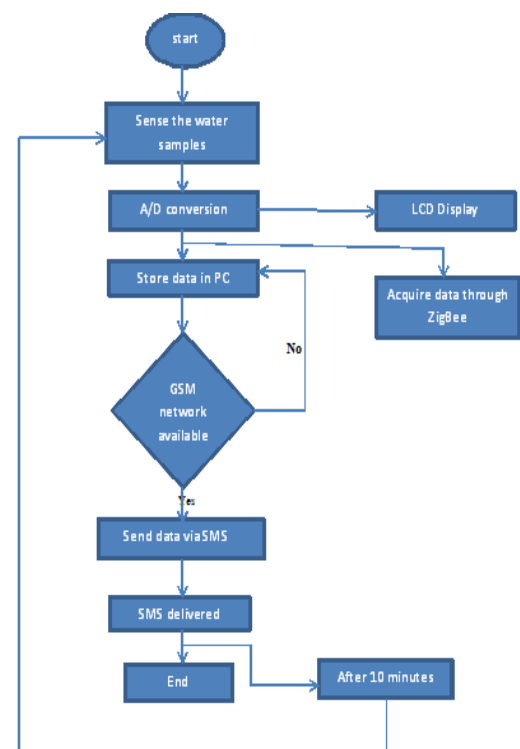 start
Sense the water
samples
A/D conversion
LCD Display
Store data in PC
Acquire data through
ZigBee
No
GSM
network
available
Yes
Send data viaSMS
SMS delivered
End
After 10 minutes